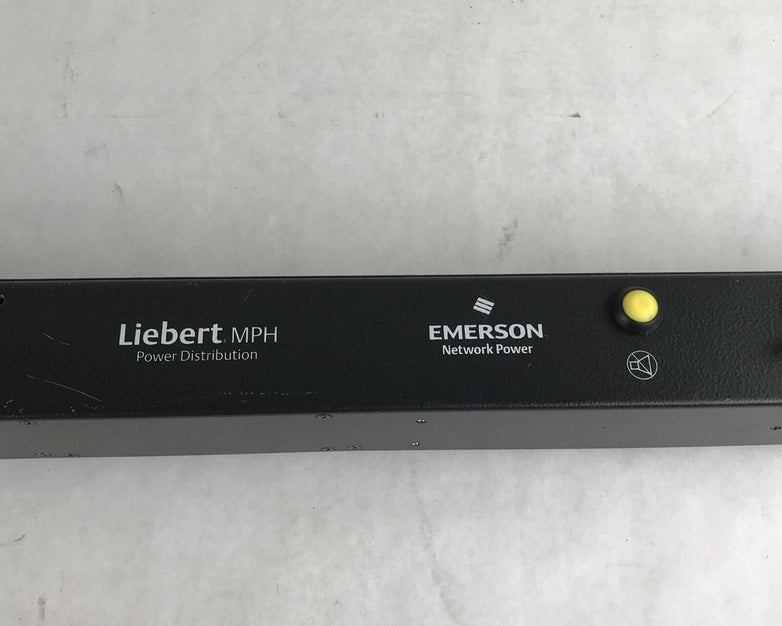 Liebert MPH
Power Distribution
EMERSON
Network Power